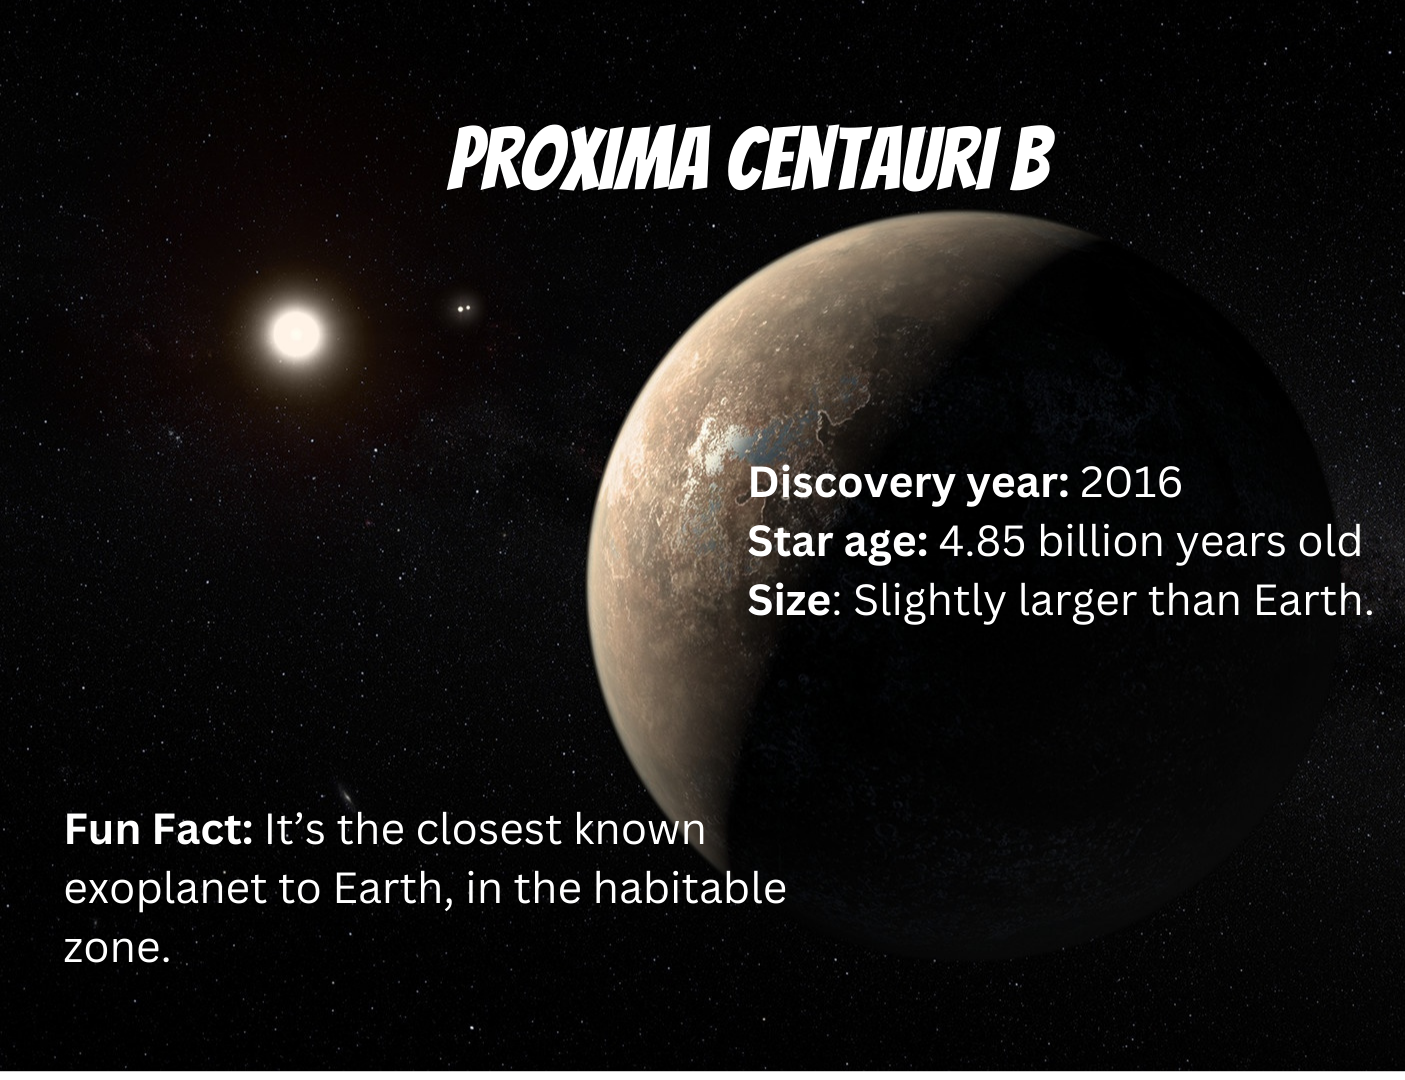 PROXIMA CENTAURI B
Discovery year: 2016
Star age: 4.85 billion years old
Size: Slightly larger than Earth.
Fun Fact: It’s the closest known
exoplanet to Earth, in the habitable
zone.